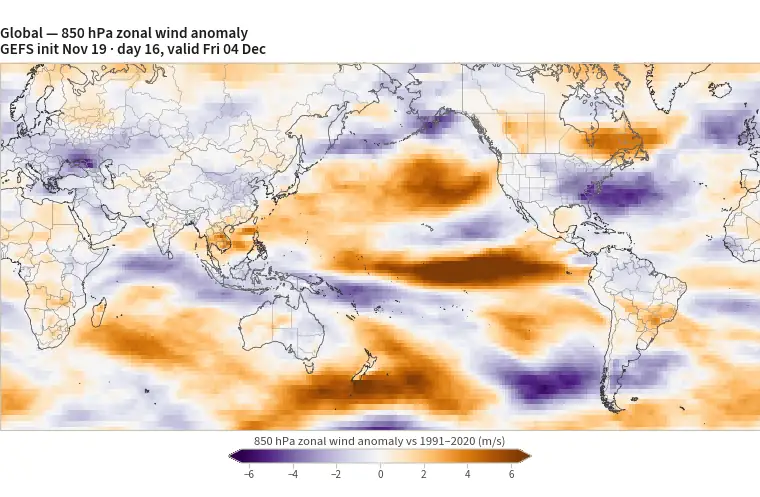 Global — 850 hPa zonal wind anomaly
GEFS init Nov 19 · day 16, valid Fri 04 Dec
850 hPa zonal wind anomaly vs 1991–2020 (m/s)
−6 −4 −2 0 2 4 6